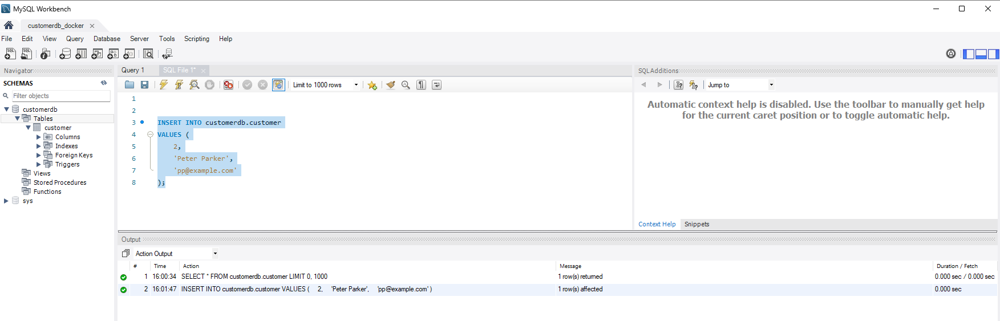 MySQL Workbench
customerdb_docker
File Edit View Query Database Server Tools Scripting Help
Navigator
SCHEMAS
Filter objects
customerdb
Tables
customer
Columns
Indexes
Foreign Keys
Triggers
Views
Stored Procedures
Functions
sys
Query 1 SQL File 1*
Limit to 1000 rows
1
2
3 INSERT INTO customerdb.customer
4 VALUES (
5 2,
6 'Peter Parker',
7 'pp@example.com'
8 );
SQLAdditions
Jump to
Automatic context help is disabled. Use the toolbar to manually get help
for the current caret position or to toggle automatic help.
Context Help Snippets
Output
Action Output
# Time Action Message Duration / Fetch
1 16:00:34 SELECT * FROM customerdb.customer LIMIT 0, 1000 1 row(s) returned 0.000 sec / 0.000 sec
2 16:01:47 INSERT INTO customerdb.customer VALUES ( 2, 'Peter Parker', 'pp@example.com' ) 1 row(s) affected 0.000 sec